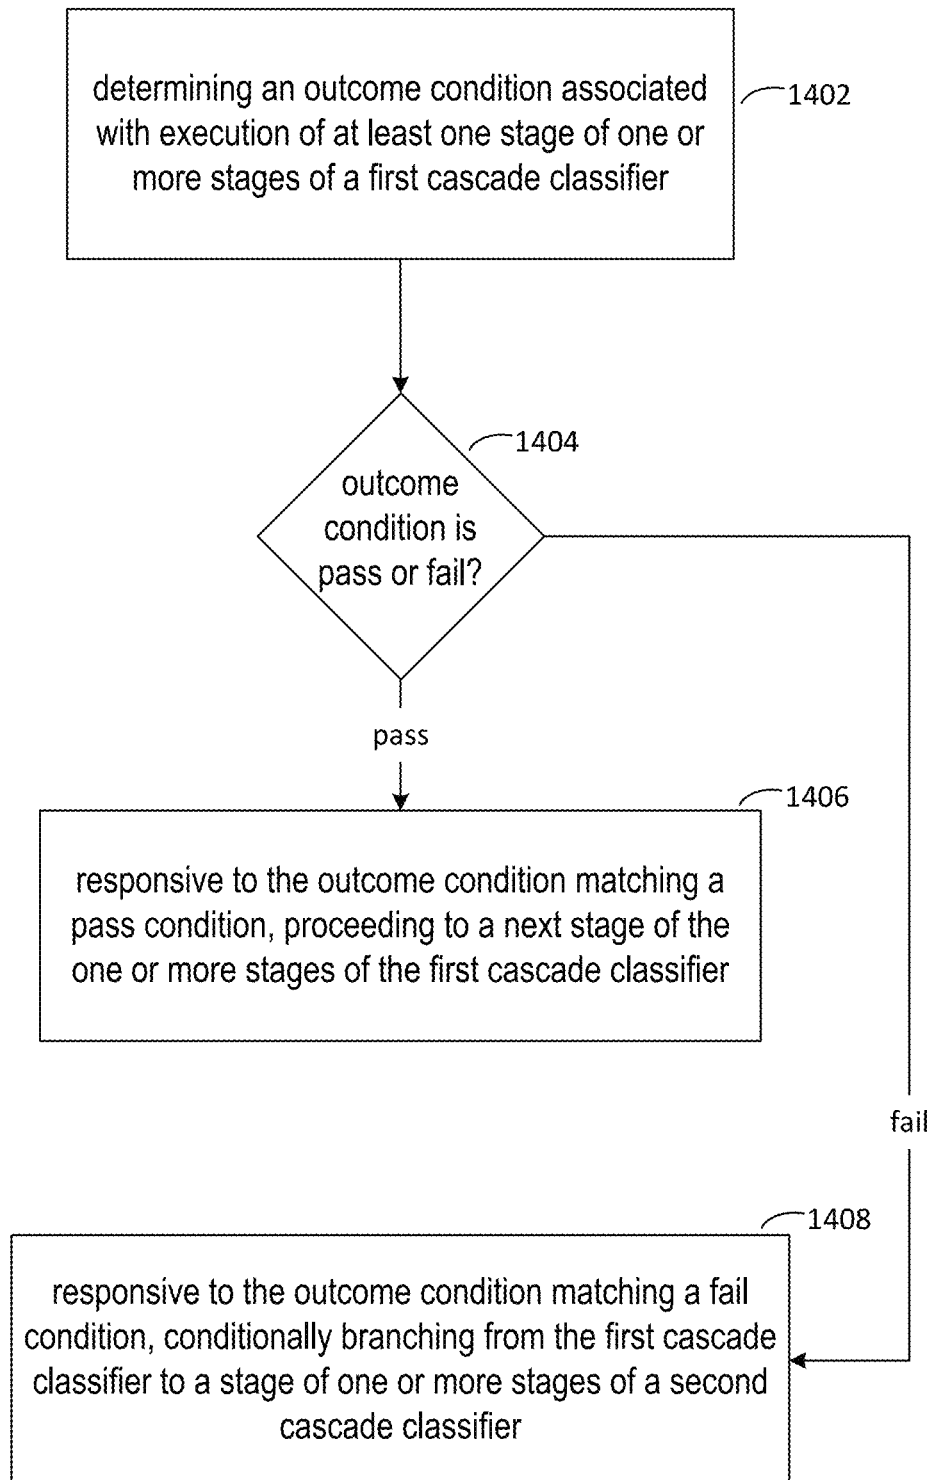 determining an outcome condition associated
with execution of at least one stage of one or
more stages of a first cascade classifier
1402
1404
outcome
condition is
pass or fail?
pass
1406
responsive to the outcome condition matching a
pass condition, proceeding to a next stage of the
one or more stages of the first cascade classifier
fail
1408
responsive to the outcome condition matching a fail
condition, conditionally branching from the first cascade
classifier to a stage of one or more stages of a second
cascade classifier